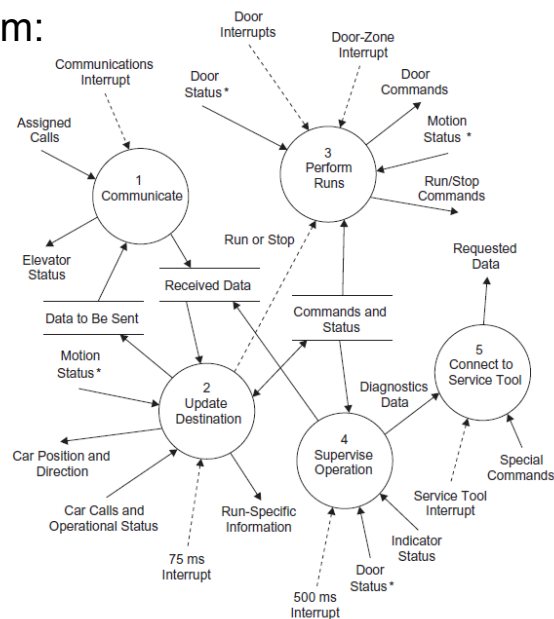 m:
Door
Interrupts
Door-Zone
Interrupt
Communications
Interrupt
Door
Status *
Door
Commands
Assigned
Calls
Motion
Status *
1
Communicate
3
Perform
Runs
Run/Stop
Commands
Elevator
Status
Run or Stop
Requested
Data
Received Data
Data to Be Sent
Commands and
Status
Motion
Status *
5
Connect to
Service Tool
2
Update
Destination
Diagnostics
Data
Car Position and
Direction
4
Supervise
Operation
Special
Commands
Car Calls and
Operational Status
Run-Specific
Information
Service Tool
Interrupt
Indicator
Status
75 ms
Interrupt
Door
Status *
500 ms
Interrupt